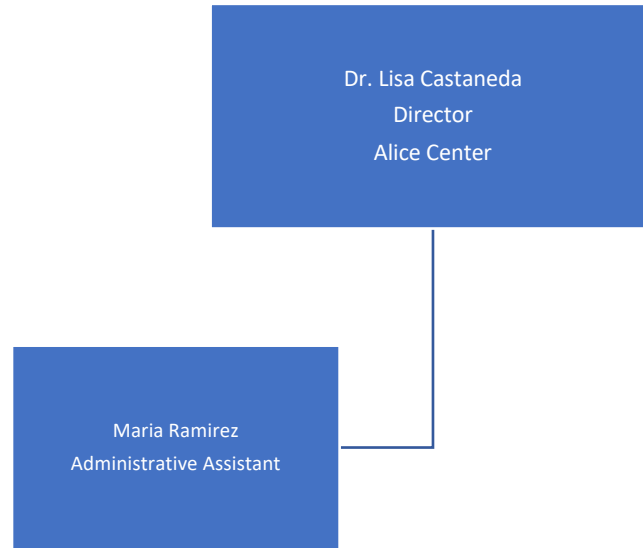 Dr. Lisa Castaneda
Director
Alice Center
Maria Ramirez
Administrative Assistant